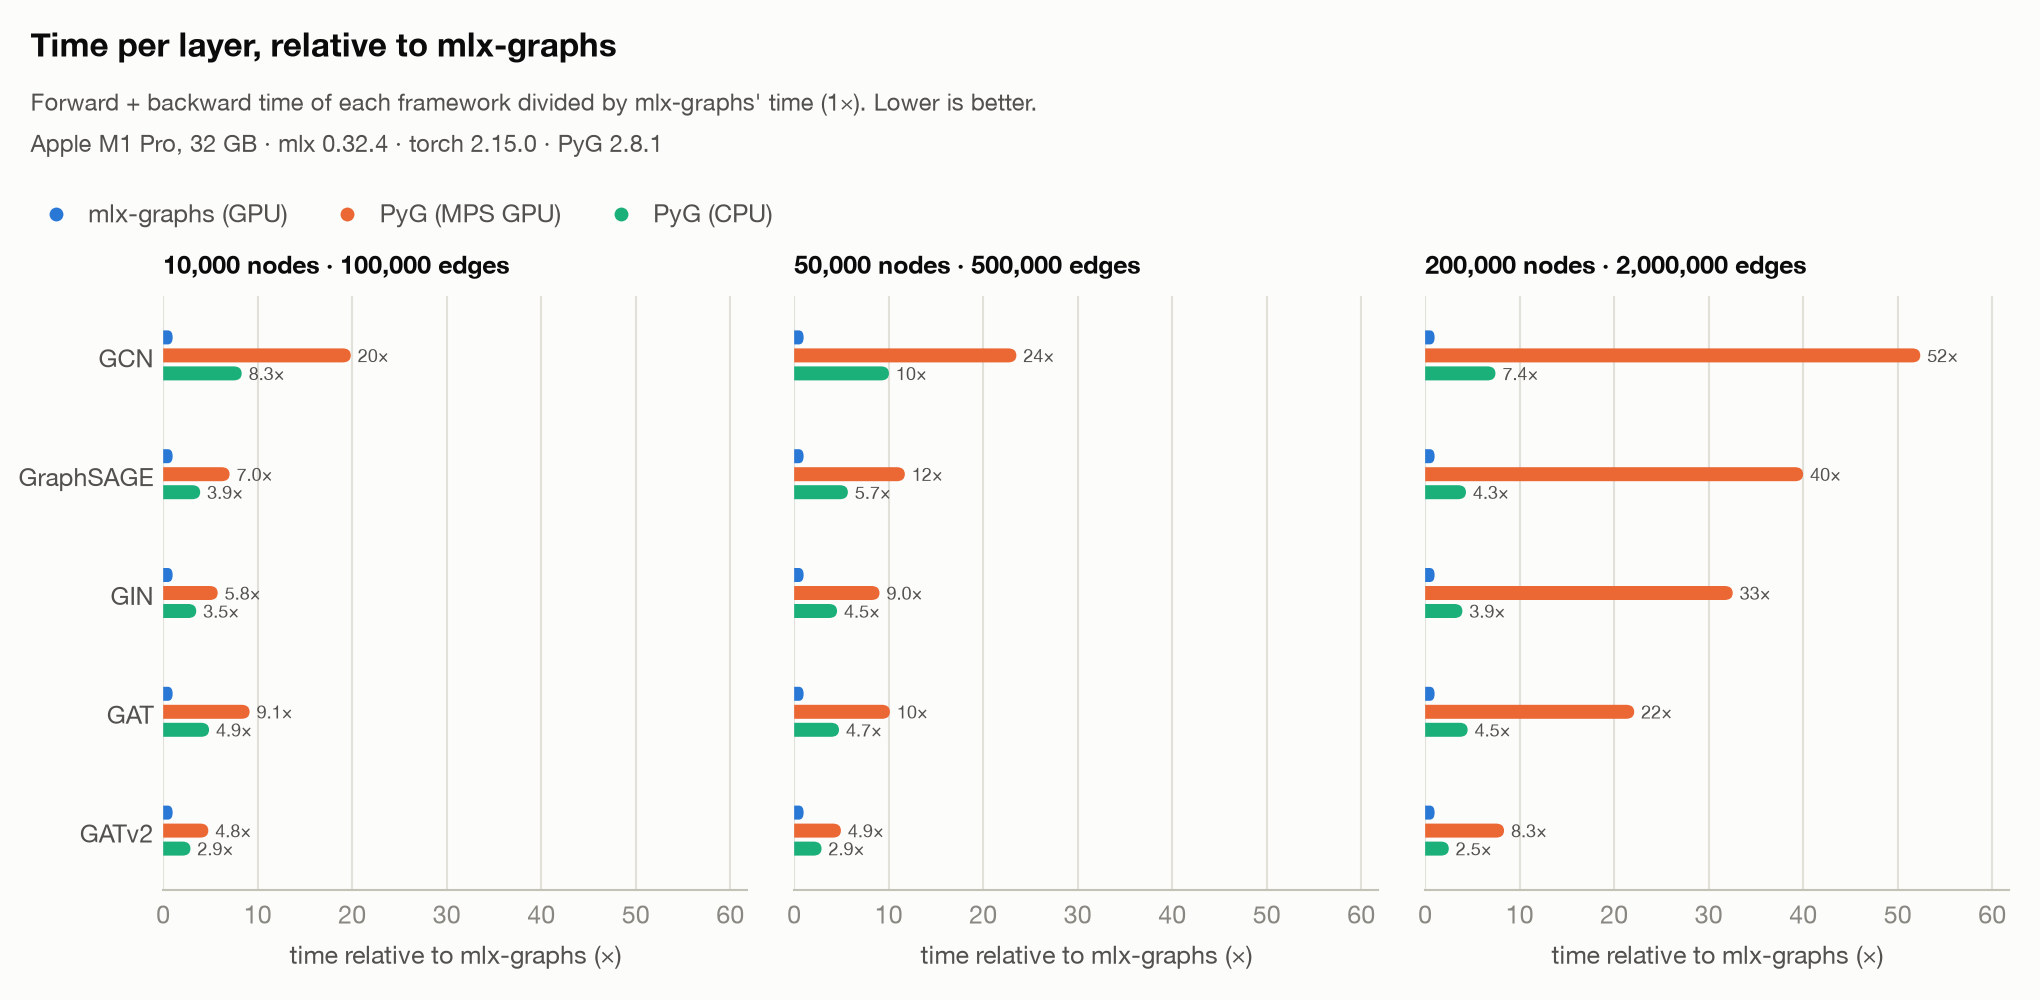 Time per layer, relative to mlx-graphs
Forward + backward time of each framework divided by mlx-graphs' time (1×). Lower is better.
Apple M1 Pro, 32 GB · mlx 0.32.4 · torch 2.15.0 · PyG 2.8.1
mlx-graphs (GPU) PyG (MPS GPU) PyG (CPU)
10,000 nodes · 100,000 edges
GCN
20×
8.3×
GraphSAGE
7.0×
3.9×
GIN
5.8×
3.5×
GAT
9.1×
4.9×
GATv2
4.8×
2.9×
0 10 20 30 40 50 60
time relative to mlx-graphs (×)
50,000 nodes · 500,000 edges
24×
10×
12×
5.7×
9.0×
4.5×
10×
4.7×
4.9×
2.9×
0 10 20 30 40 50 60
time relative to mlx-graphs (×)
200,000 nodes · 2,000,000 edges
52×
7.4×
40×
4.3×
33×
3.9×
22×
4.5×
8.3×
2.5×
0 10 20 30 40 50 60
time relative to mlx-graphs (×)